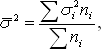 σ̄² = ∑σᵢ²nᵢ / ∑nᵢ,